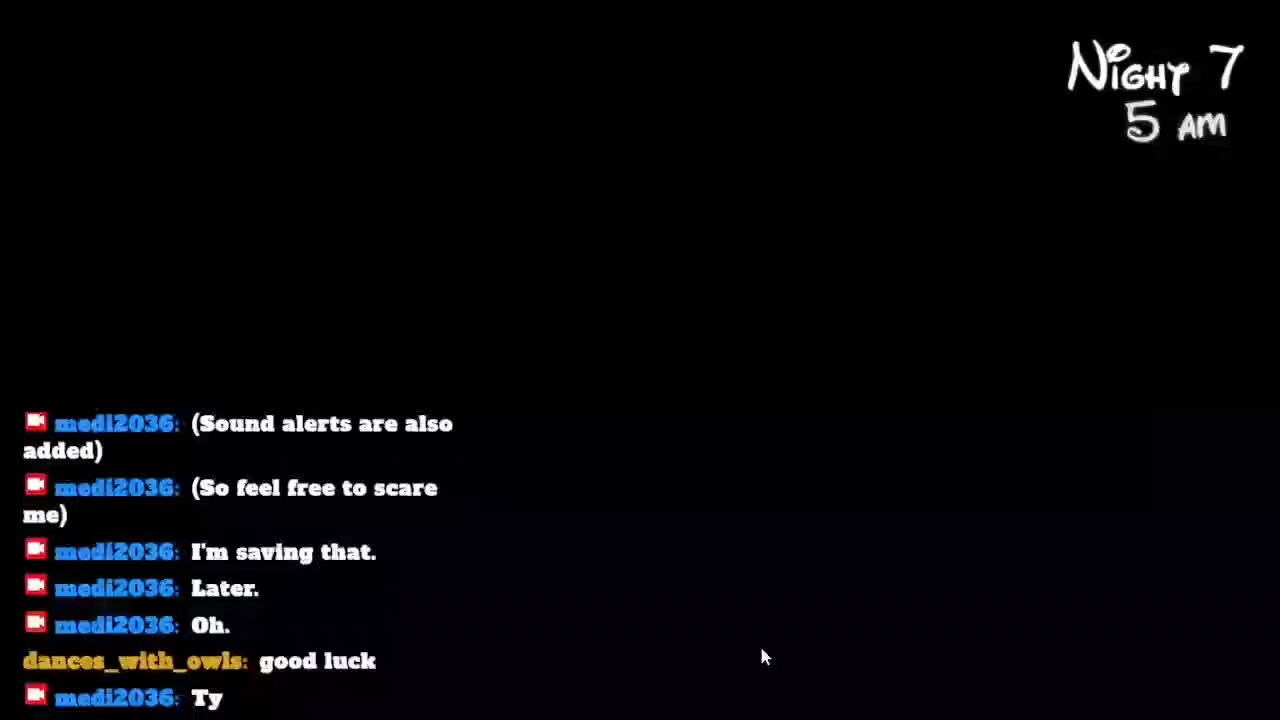 Night 7
5 AM
medi2036: (Sound alerts are also
added)
medi2036: (So feel free to scare
me)
medi2036: I'm saving that.
medi2036: Later.
medi2036: Oh.
dances_with_owls: good luck
medi2036: Ty